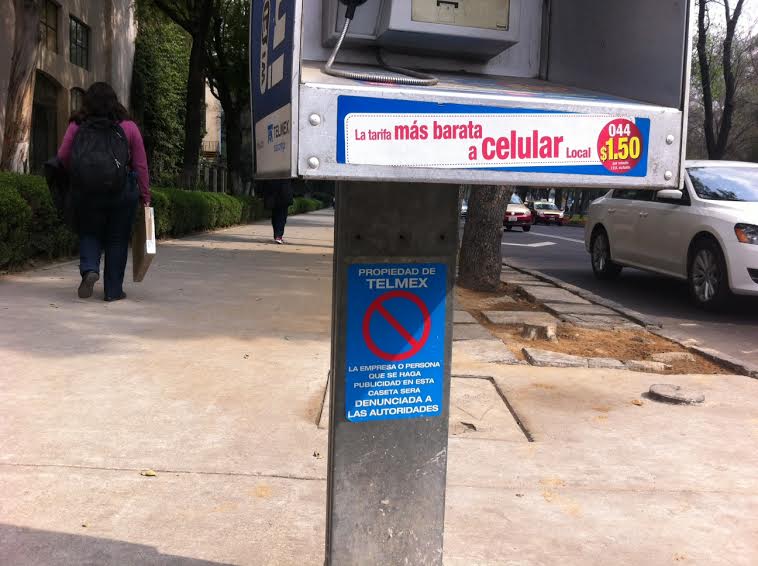 TELMEX
La tarifa más barata a celular Local
044
$1.50
PROPIEDAD DE
TELMEX
LA EMPRESA O PERSONA
QUE SE HAGA
PUBLICIDAD EN ESTA
CASETA SERA
DENUNCIADA A
LAS AUTORIDADES